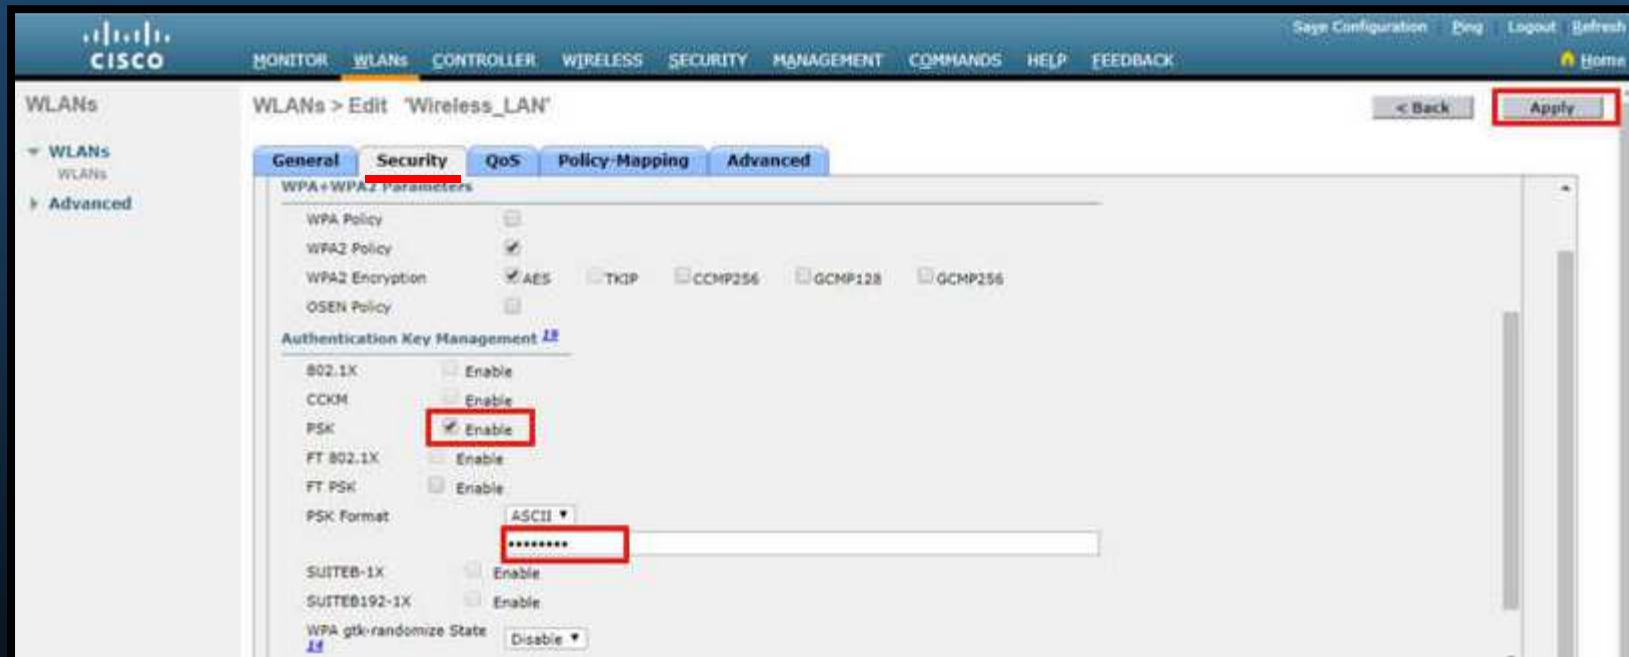 Save Configuration Ping Logout Refresh
CISCO MONITOR WLANs CONTROLLER WIRELESS SECURITY MANAGEMENT COMMANDS HELP FEEDBACK Home
WLANs
WLANs > Edit 'Wireless_LAN' < Back Apply
WLANs
WLANs
Advanced
General Security QoS Policy-Mapping Advanced
WPA+WPA2 Parameters
WPA Policy
WPA2 Policy
WPA2 Encryption AES TKIP CCMP256 GCMP128 GCMP256
OSEN Policy
Authentication Key Management 19
802.1X Enable
CCKM Enable
PSK Enable
FT 802.1X Enable
FT PSK Enable
PSK Format ASCII
••••••••
SUITEB-1X Enable
SUITEB192-1X Enable
WPA gtk-randomize State Disable
14